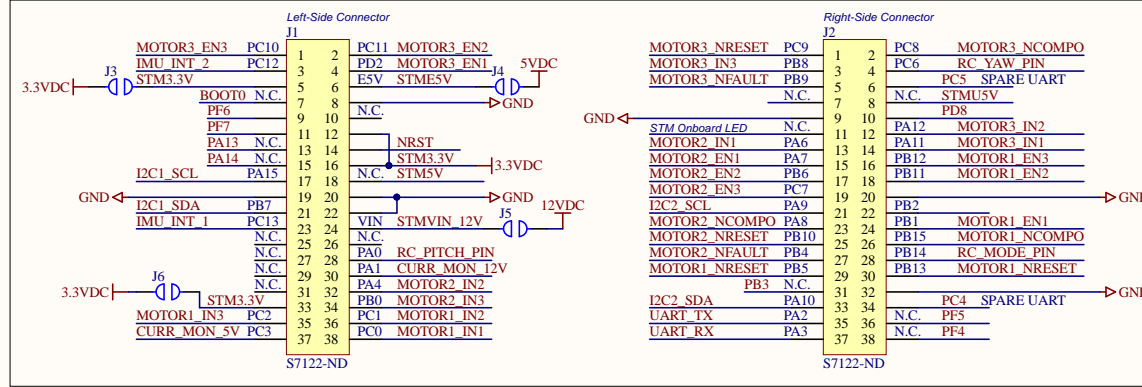 Left-Side Connector
J1
MOTOR3_EN3 PC10 1 2 PC11 MOTOR3_EN2
IMU_INT_2 PC12 3 4 PD2 MOTOR3_EN1
3.3VDC J3 STM3.3V 5 6 E5V STME5V J4 5VDC
BOOT0 N.C. 7 8 GND
PF6 9 10 N.C.
PF7 11 12
PA13 N.C. 13 14 NRST
PA14 N.C. 15 16 STM3.3V 3.3VDC
I2C1_SCL PA15 17 18 N.C. STM5V
GND 19 20 GND
I2C1_SDA PB7 21 22
IMU_INT_1 PC13 23 24 VIN STMVIN_12V J5 12VDC
N.C. 25 26 N.C.
N.C. 27 28 PA0 RC_PITCH_PIN
N.C. 29 30 PA1 CURR_MON_12V
N.C. 31 32 PA4 MOTOR2_IN2
3.3VDC J6 STM3.3V 33 34 PB0 MOTOR2_IN3
MOTOR1_IN3 PC2 35 36 PC1 MOTOR1_IN2
CURR_MON_5V PC3 37 38 PC0 MOTOR1_IN1
S7122-ND
Right-Side Connector
J2
MOTOR3_NRESET PC9 1 2 PC8 MOTOR3_NCOMPO
MOTOR3_IN3 PB8 3 4 PC6 RC_YAW_PIN
MOTOR3_NFAULT PB9 5 6 PC5 SPARE UART
N.C. 7 8 N.C. STMU5V
GND 9 10 PD8
STM Onboard LED N.C. 11 12 PA12 MOTOR3_IN2
MOTOR2_IN1 PA6 13 14 PA11 MOTOR3_IN1
MOTOR2_EN1 PA7 15 16 PB12 MOTOR1_EN3
MOTOR2_EN2 PB6 17 18 PB11 MOTOR1_EN2
MOTOR2_EN3 PC7 19 20 GND
I2C2_SCL PA9 21 22 PB2
MOTOR2_NCOMPO PA8 23 24 PB1 MOTOR1_EN1
MOTOR2_NRESET PB10 25 26 PB15 MOTOR1_NCOMPO
MOTOR2_NFAULT PB4 27 28 PB14 RC_MODE_PIN
MOTOR1_NRESET PB5 29 30 PB13 MOTOR1_NRESET
PB3 N.C. 31 32 GND
I2C2_SDA PA10 33 34 PC4 SPARE UART
UART_TX PA2 35 36 N.C. PF5
UART_RX PA3 37 38 N.C. PF4
S7122-ND